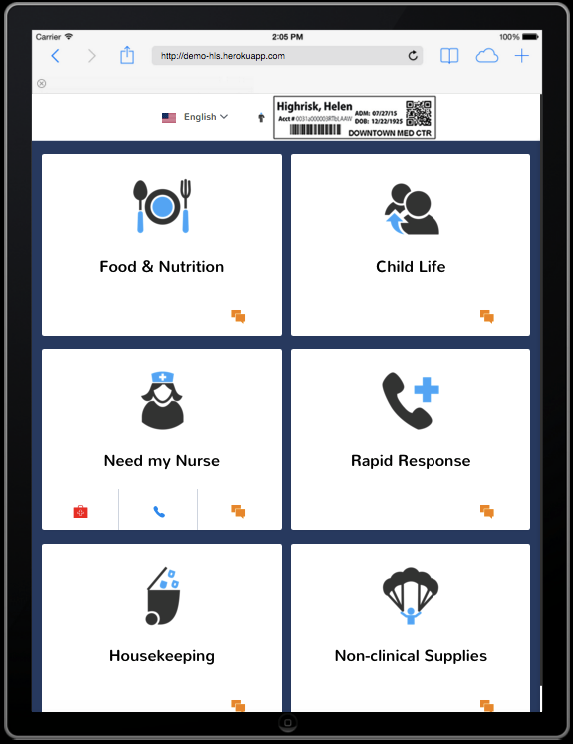 Carrier 2:05 PM 100%
http://demo-his.herokuapp.com
English
Highrisk, Helen
ADM: 07/27/15
Acct # 0031a000003RTbLAAW DOB: 12/22/1925
DOWNTOWN MED CTR
Food & Nutrition
Child Life
Need my Nurse
Rapid Response
Housekeeping
Non-clinical Supplies